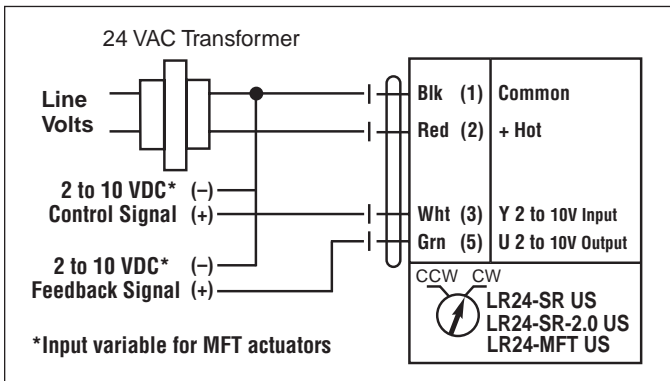 24 VAC Transformer
Line
Volts
Blk (1) Common
Red (2) + Hot
2 to 10 VDC* (–)
Control Signal (+)
Wht (3) Y 2 to 10V Input
Grn (5) U 2 to 10V Output
2 to 10 VDC* (–)
Feedback Signal (+)
CCW CW
LR24-SR US
LR24-SR-2.0 US
LR24-MFT US
*Input variable for MFT actuators